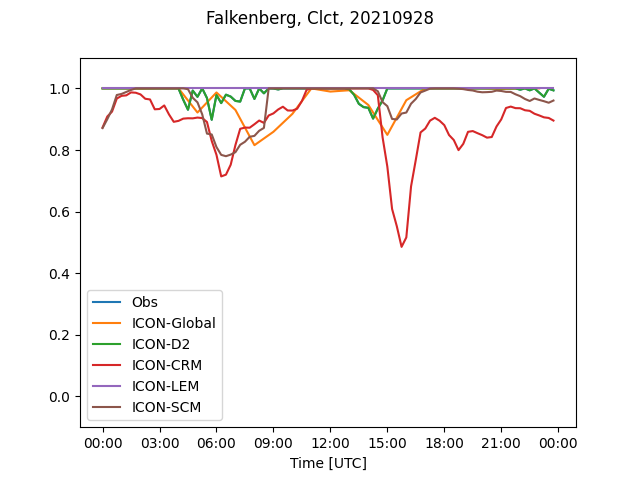 Falkenberg, Clct, 20210928
1.0
0.8
0.6
0.4
0.2
0.0
Obs
ICON-Global
ICON-D2
ICON-CRM
ICON-LEM
ICON-SCM
00:00 03:00 06:00 09:00 12:00 15:00 18:00 21:00 00:00
Time [UTC]